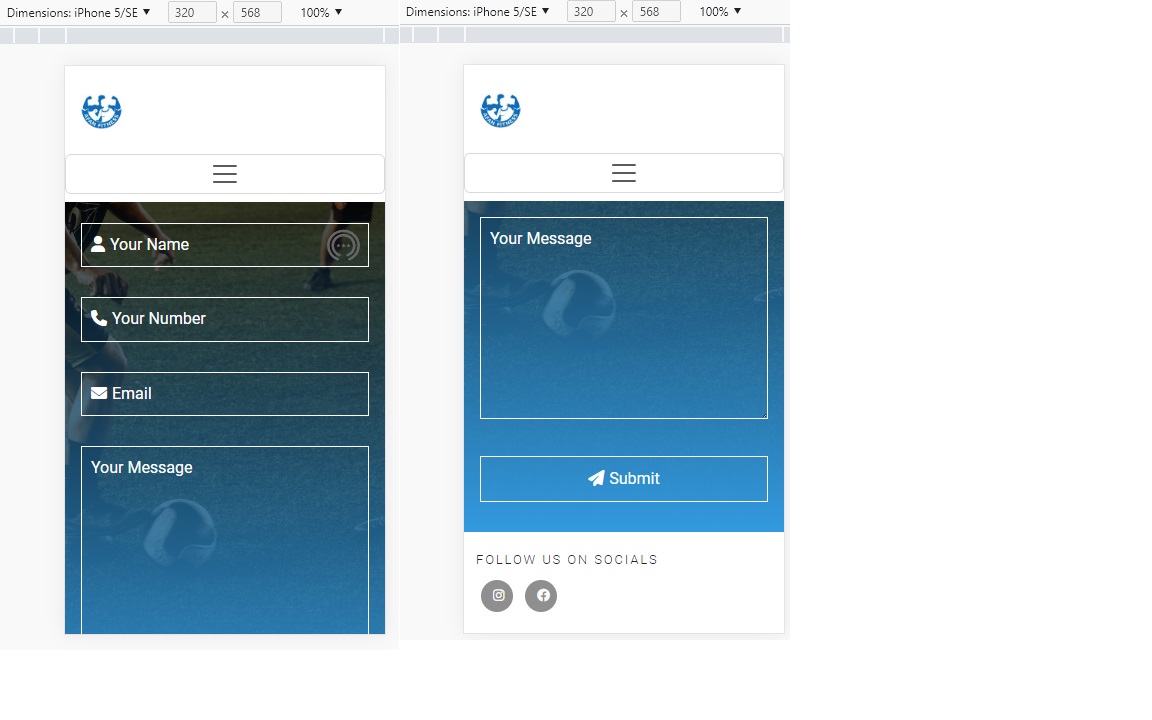 Dimensions: iPhone 5/SE ▼ 320 × 568 100% ▼
Your Name
Your Number
Email
Your Message
Dimensions: iPhone 5/SE ▼ 320 × 568 100% ▼
Your Message
Submit
FOLLOW US ON SOCIALS